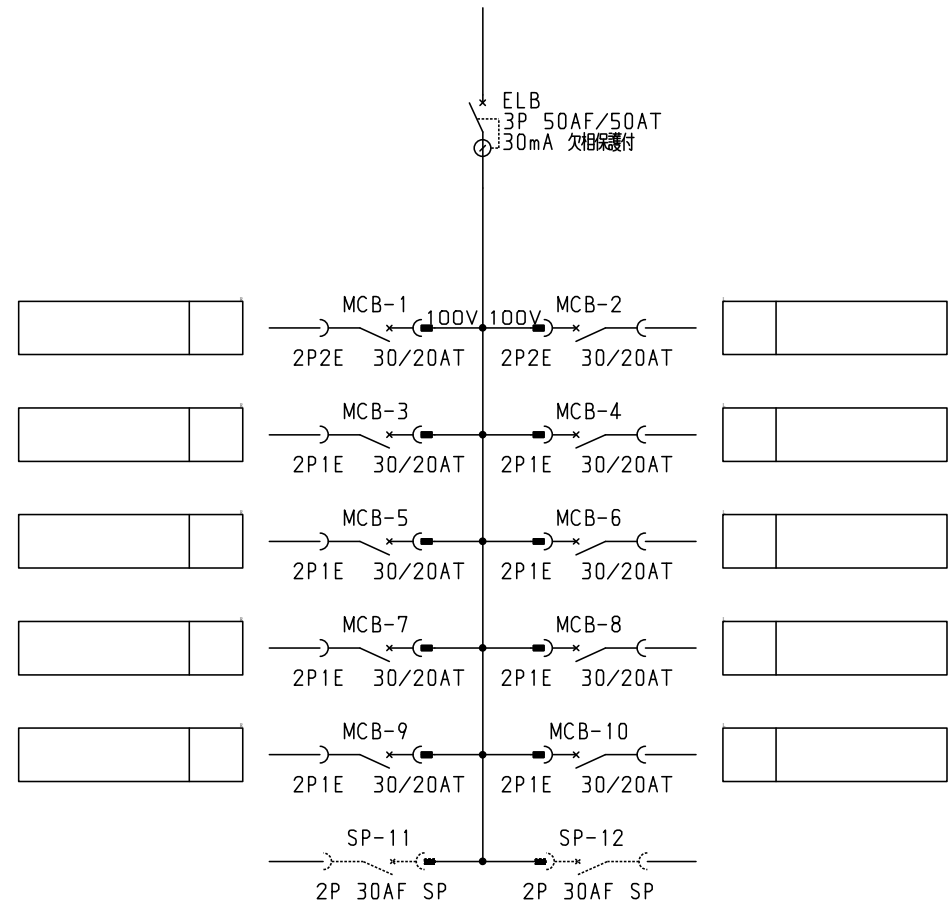 ELB
3P 50AF/50AT
30mA 欠相保護付
MCB-1 MCB-2
100V 100V
2P2E 30/20AT 2P2E 30/20AT
MCB-3 MCB-4
2P1E 30/20AT 2P1E 30/20AT
MCB-5 MCB-6
2P1E 30/20AT 2P1E 30/20AT
MCB-7 MCB-8
2P1E 30/20AT 2P1E 30/20AT
MCB-9 MCB-10
2P1E 30/20AT 2P1E 30/20AT
SP-11 SP-12
2P 30AF SP 2P 30AF SP